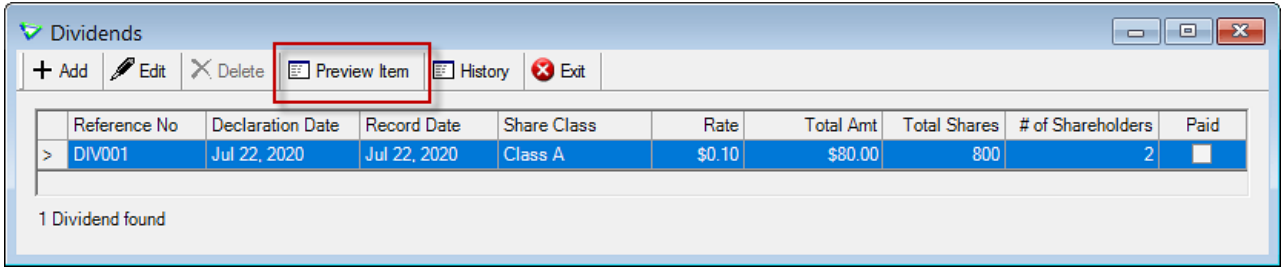 Dividends
Add Edit Delete Preview Item History Exit
Reference No Declaration Date Record Date Share Class Rate Total Amt Total Shares # of Shareholders Paid
> DIV001 Jul 22, 2020 Jul 22, 2020 Class A $0.10 $80.00 800 2
1 Dividend found